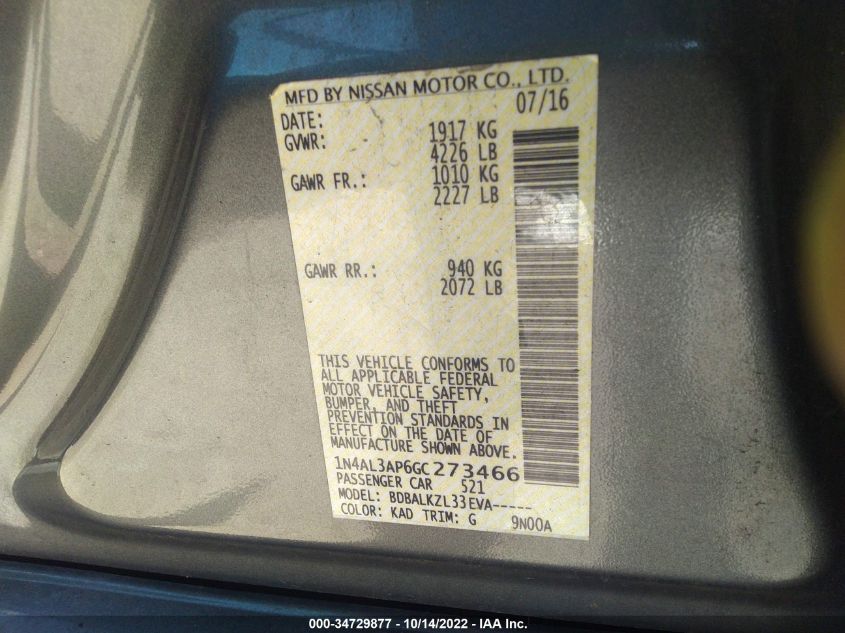 MFD BY NISSAN MOTOR CO., LTD.
DATE: 07/16
GVWR: 1917 KG
4226 LB
GAWR FR.: 1010 KG
2227 LB
GAWR RR.: 940 KG
2072 LB
THIS VEHICLE CONFORMS TO
ALL APPLICABLE FEDERAL
MOTOR VEHICLE SAFETY,
BUMPER, AND THEFT
PREVENTION STANDARDS IN
EFFECT ON THE DATE OF
MANUFACTURE SHOWN ABOVE.
1N4AL3AP6GC273466
PASSENGER CAR 521
MODEL: BDBALKZL33EVA-----
COLOR: KAD TRIM: G 9N00A
000-34729877 - 10/14/2022 - IAA Inc.